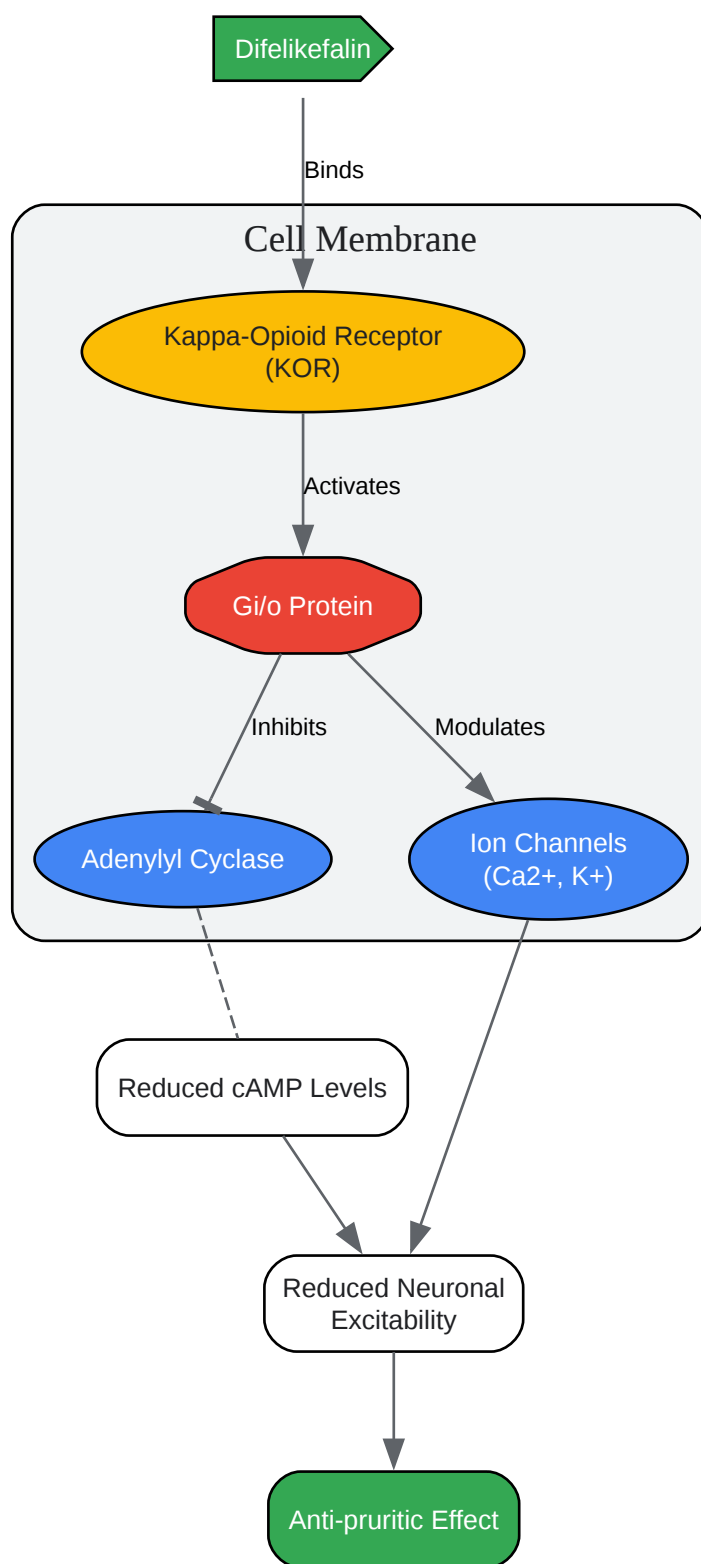 Difelikefalin
Binds
Cell Membrane
Kappa-Opioid Receptor
(KOR)
Activates
Gi/o Protein
Inhibits
Modulates
Adenylyl Cyclase
Ion Channels
(Ca2+, K+)
Reduced cAMP Levels
Reduced Neuronal
Excitability
Anti-pruritic Effect